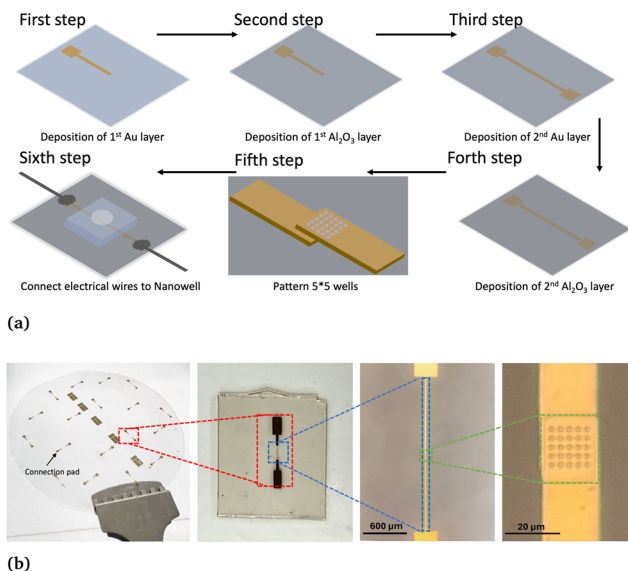 First step
Second step
Third step
Deposition of 1st Au layer
Deposition of 1st Al2O3 layer
Deposition of 2nd Au layer
Sixth step
Fifth step
Forth step
Connect electrical wires to Nanowell
Pattern 5*5 wells
Deposition of 2nd Al2O3 layer
(a)
Connection pad
600 µm
20 µm
(b)